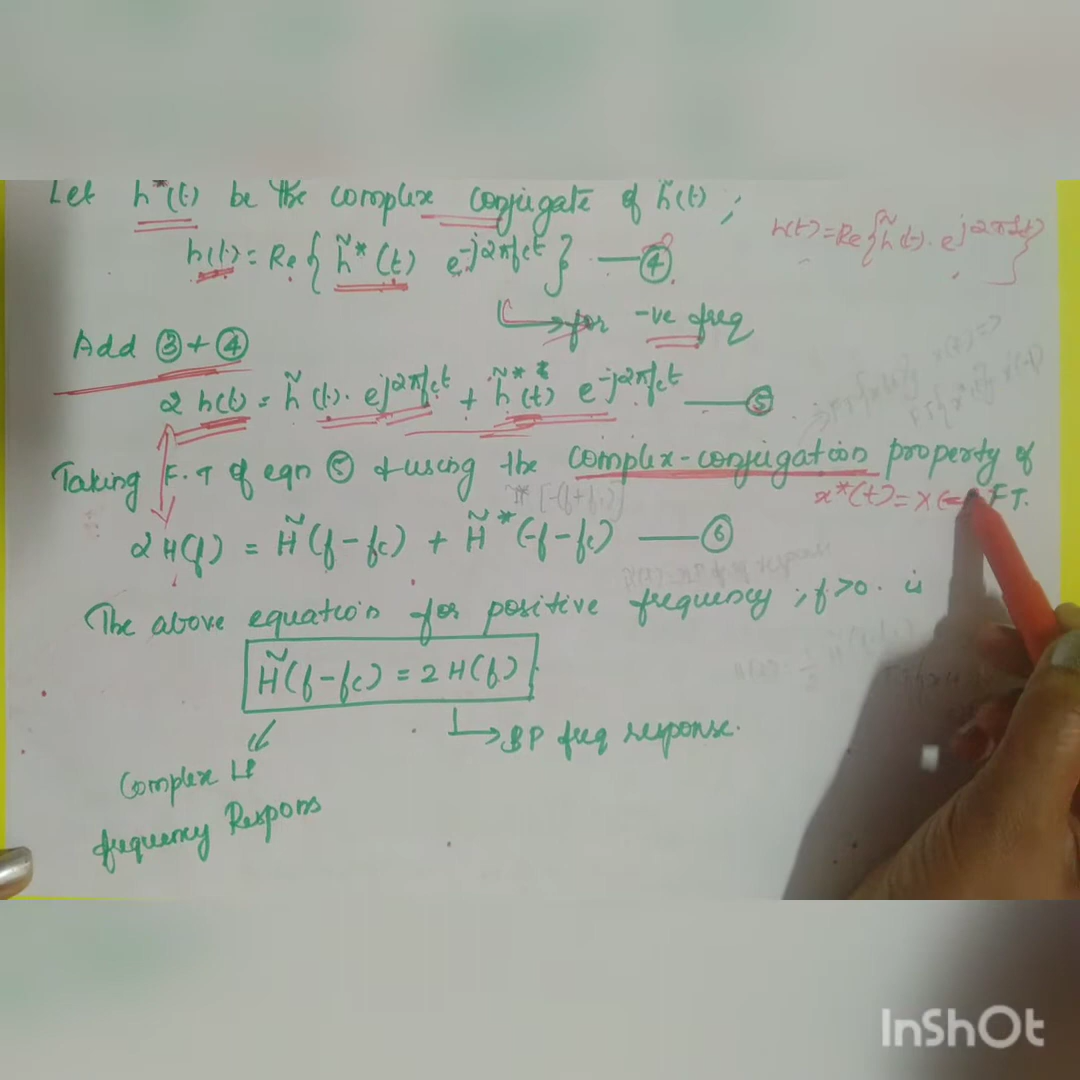 Let h*(t) be the complex conjugate of h̃(t) ;
h(t) = Re { h̃*(t) e^-j2πfct } — ④
h(t) = Re { h̃(t). e^j2πfct }
↳ for -ve freq
Add ③ + ④
2 h(t) = h̃(t). e^j2πfct + h̃*(t) e^-j2πfct — ⑤
Taking F.T of eqn ⑤ & using the complex-conjugation property of
x*(t) = X(- FT.
2H(f) = H̃(f-fc) + H̃*(-f-fc) — ⑥
The above equation for positive frequency, f>0. is
H̃(f-fc) = 2H(f)
↳ BP freq response.
Complex LP
frequency Respons
InShOt